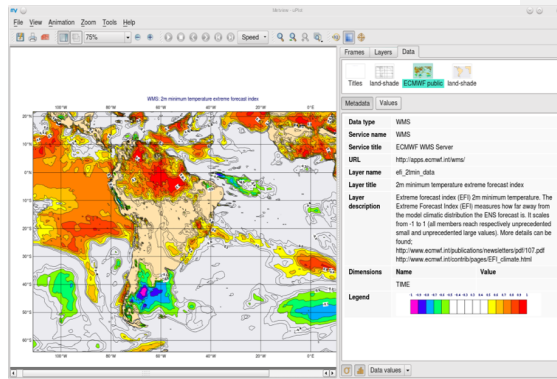 File View Animation Zoom Tools Help
75%
Speed
Frames Layers Data
Titles land-shade ECMWF public land-shade
Metadata Values
WMS: 2m minimum temperature extreme forecast index
100°W 80°W 60°W 40°W 20°W 0°E
20°N
10°N
0°N
10°S
20°S
30°S
40°S
50°S
60°S
100°W 80°W 60°W 40°W 20°W 0°E
Data type WMS
Service name WMS
Service title ECMWF WMS Server
URL http://apps.ecmwf.int/wms/
Layer name efi_2tmin_data
Layer title 2m minimum temperature extreme forecast index
Layer description Extreme forecast index (EFI) 2m minimum temperature. The
Extreme Forecast Index (EFI) measures how far away from
the model climatic distribution the ENS forecast is. It scales
from -1 to 1 (all members reach respectively unprecedented
small and unprecedented large values). More details can be
found;
http://www.ecmwf.int/publications/newsletters/pdf/107.pdf
http://www.ecmwf.int/contrib/pages/EFI_climate.html
Dimensions Name Value
TIME
Legend
Data values